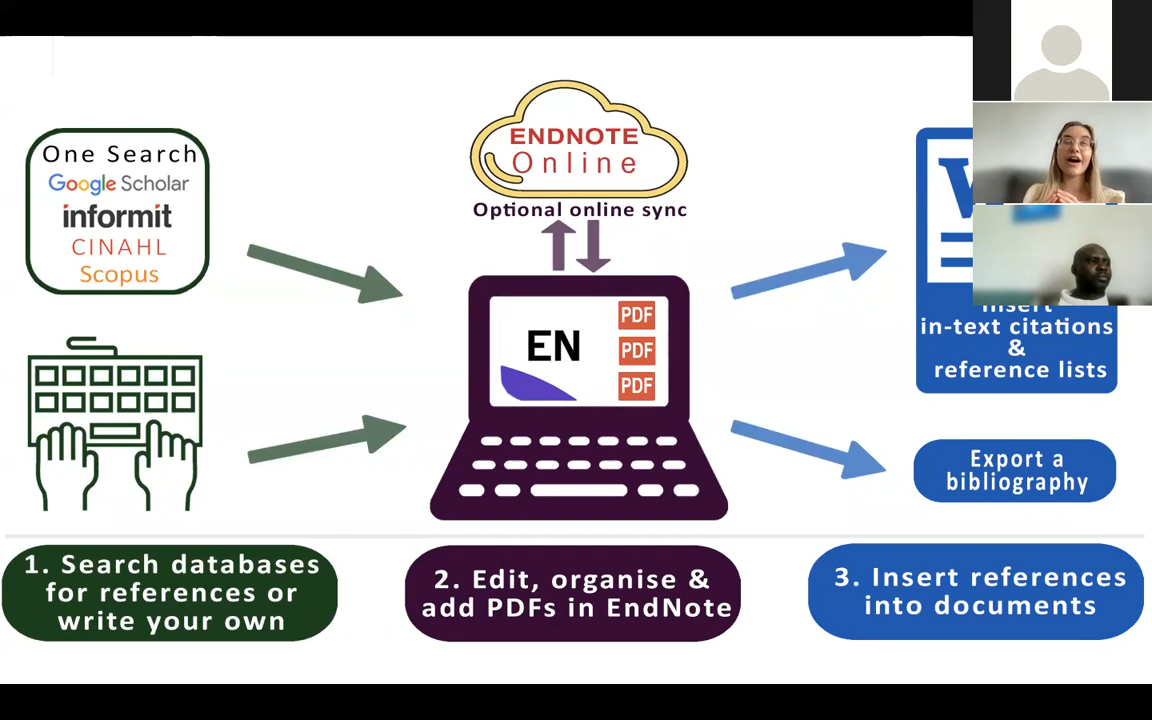 One Search
Google Scholar
informit
CINAHL
Scopus
ENDNOTE
Online
Optional online sync
EN
PDF
PDF
PDF
Insert
in-text citations
&
reference lists
Export a
bibliography
1. Search databases
for references or
write your own
2. Edit, organise &
add PDFs in EndNote
3. Insert references
into documents